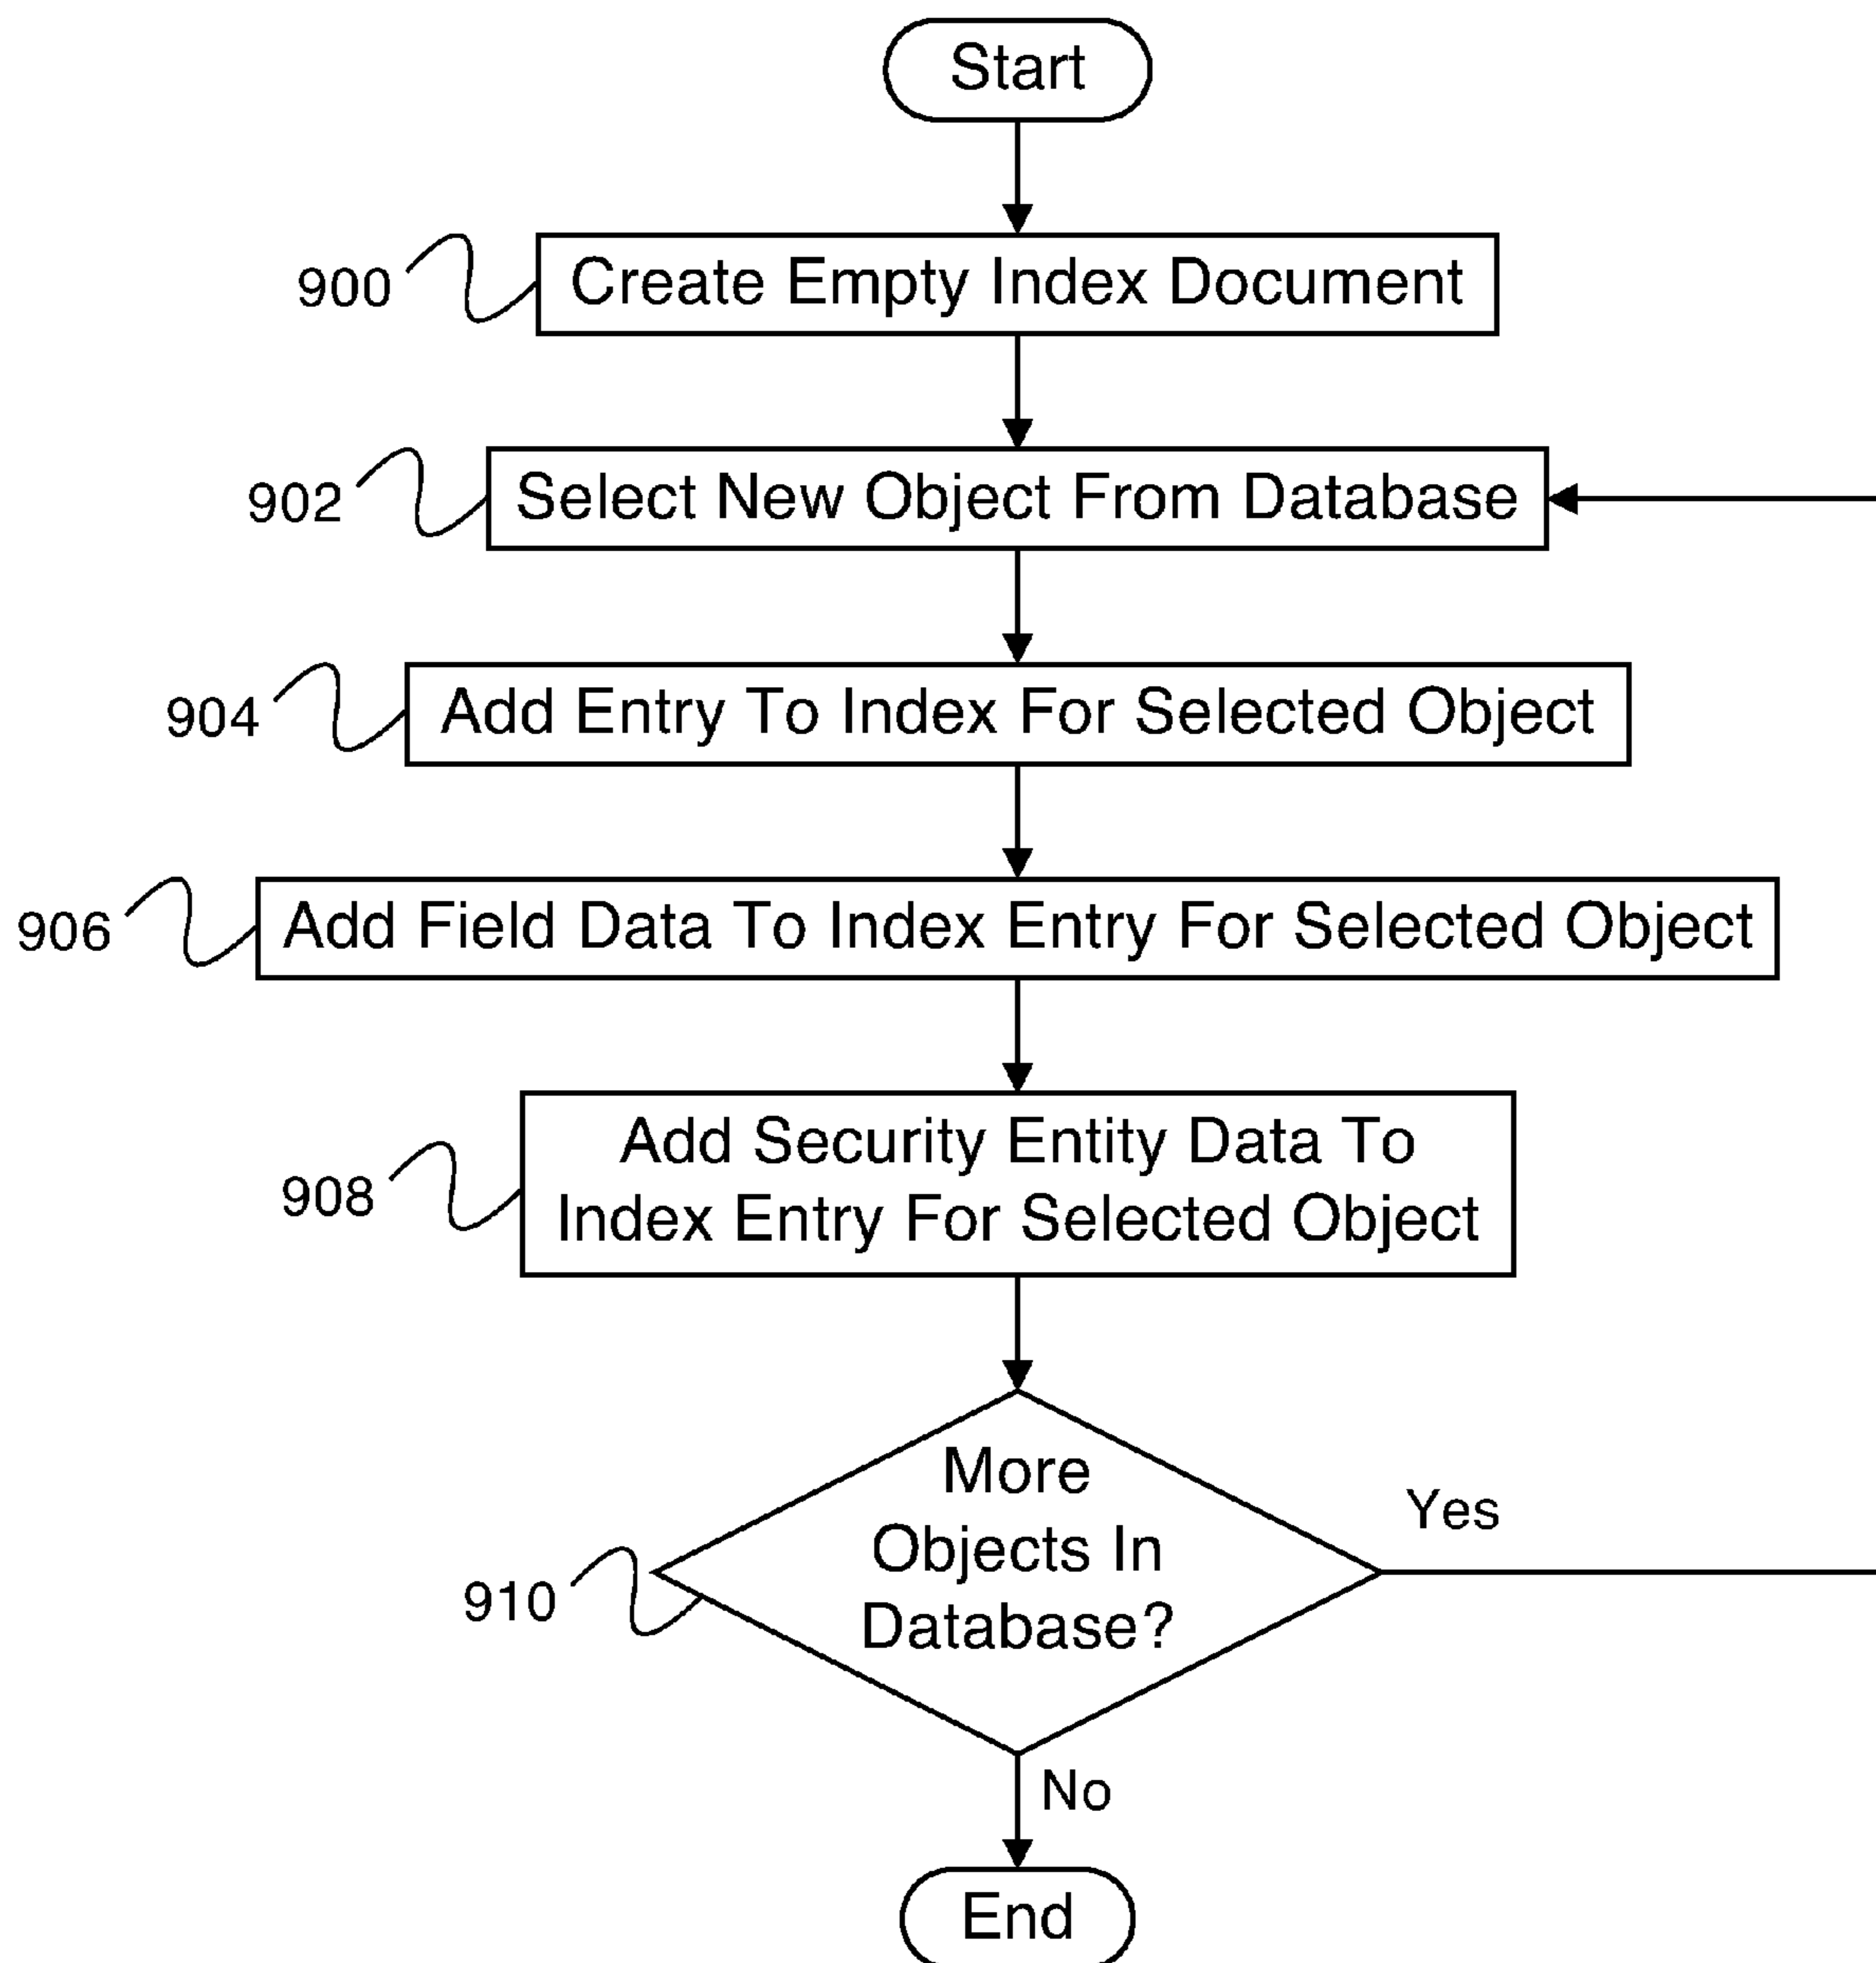 Start
900
Create Empty Index Document
902
Select New Object From Database
904
Add Entry To Index For Selected Object
906
Add Field Data To Index Entry For Selected Object
908
Add Security Entity Data To
Index Entry For Selected Object
910
More
Objects In
Database?
Yes
No
End